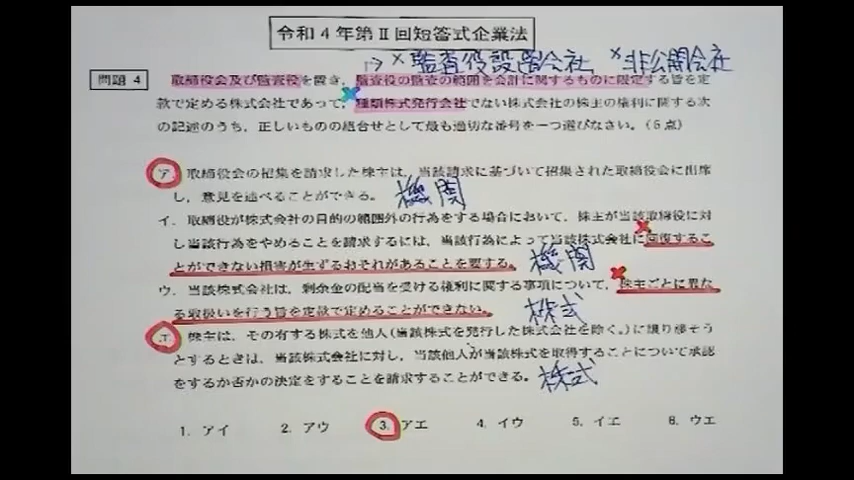 令和4年第Ⅱ回短答式企業法
→×監査役設置会社 ×非公開会社
問題4 取締役会及び監査役を置き、監査役の監査の範囲を会計に関するものに限定する旨を定
款で定める株式会社であって、種類株式発行会社でない株式会社の株主の権利に関する次
の記述のうち、正しいものの組合せとして最も適切な番号を一つ選びなさい。(5点)
ア. 取締役会の招集を請求した株主は、当該請求に基づいて招集された取締役会に出席
し、意見を述べることができる。 機関
イ. 取締役が株式会社の目的の範囲外の行為をする場合において、株主が当該取締役に対
し当該行為をやめることを請求するには、当該行為によって当該株式会社に回復するこ
とができない損害が生ずるおそれがあることを要する。 機関
ウ. 当該株式会社は、剰余金の配当を受ける権利に関する事項について、株主ごとに異な
る取扱いを行う旨を定款で定めることができない。 株式
エ. 株主は、その有する株式を他人(当該株式を発行した株式会社を除く。)に譲り渡そう
とするときは、当該株式会社に対し、当該他人が当該株式を取得することについて承認
をするか否かの決定をすることを請求することができる。 株式
1. アイ 2. アウ 3. アエ 4. イウ 5. イエ 6. ウエ